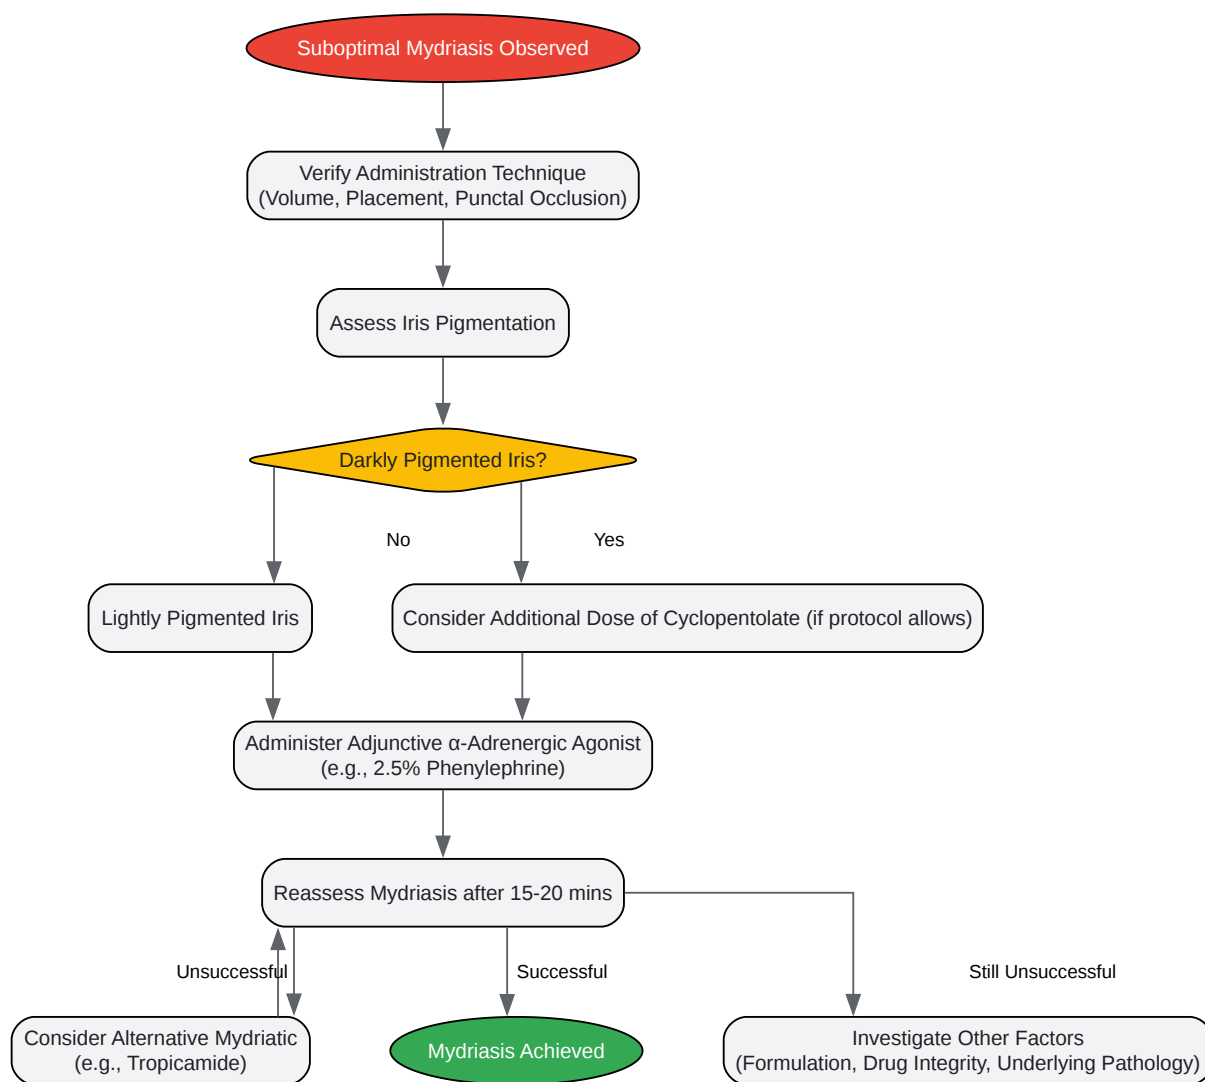 Suboptimal Mydriasis Observed
Verify Administration Technique
(Volume, Placement, Punctal Occlusion)
Assess Iris Pigmentation
Darkly Pigmented Iris?
No
Yes
Lightly Pigmented Iris
Consider Additional Dose of Cyclopentolate (if protocol allows)
Administer Adjunctive α-Adrenergic Agonist
(e.g., 2.5% Phenylephrine)
Reassess Mydriasis after 15-20 mins
Unsuccessful
Successful
Still Unsuccessful
Consider Alternative Mydriatic
(e.g., Tropicamide)
Mydriasis Achieved
Investigate Other Factors
(Formulation, Drug Integrity, Underlying Pathology)